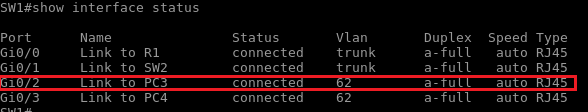 SW1#show interface status
Port Name Status Vlan Duplex Speed Type
Gi0/0 Link to R1 connected trunk a-full auto RJ45
Gi0/1 Link to SW2 connected trunk a-full auto RJ45
Gi0/2 Link to PC3 connected 62 a-full auto RJ45
Gi0/3 Link to PC4 connected 62 a-full auto RJ45
SW1#